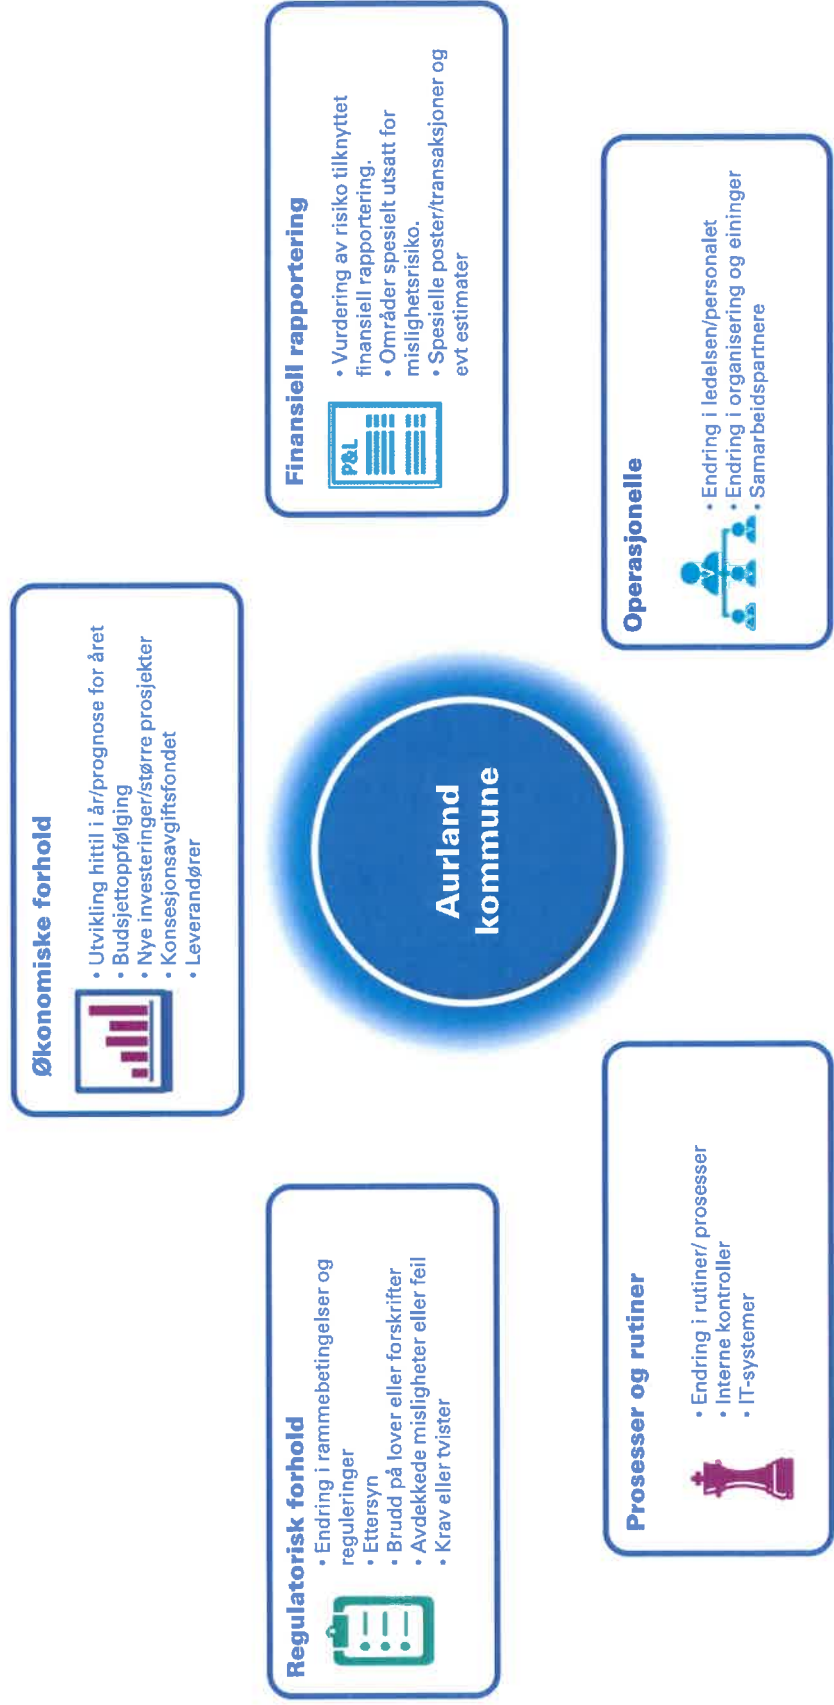 Økonomiske forhold
• Utvikling hittil i år/prognose for året
• Budsjettoppfølging
• Nye investeringer/større prosjekter
• Konsesjonsavgiftsfondet
• Leverandører
Regulatorisk forhold
• Endring i rammebetingelser og
reguleringer
• Ettersyn
• Brudd på lover eller forskrifter
• Avdekkede misligheter eller feil
• Krav eller tvister
Finansiell rapportering
P&L
• Vurdering av risiko tilknyttet
finansiell rapportering.
• Områder spesielt utsatt for
mislighetsrisiko.
• Spesielle poster/transaksjoner og
evt estimater
Aurland
kommune
Prosesser og rutiner
• Endring i rutiner/ prosesser
• Interne kontroller
• IT-systemer
Operasjonelle
• Endring i ledelsen/personalet
• Endring i organisering og eininger
• Samarbeidspartnere